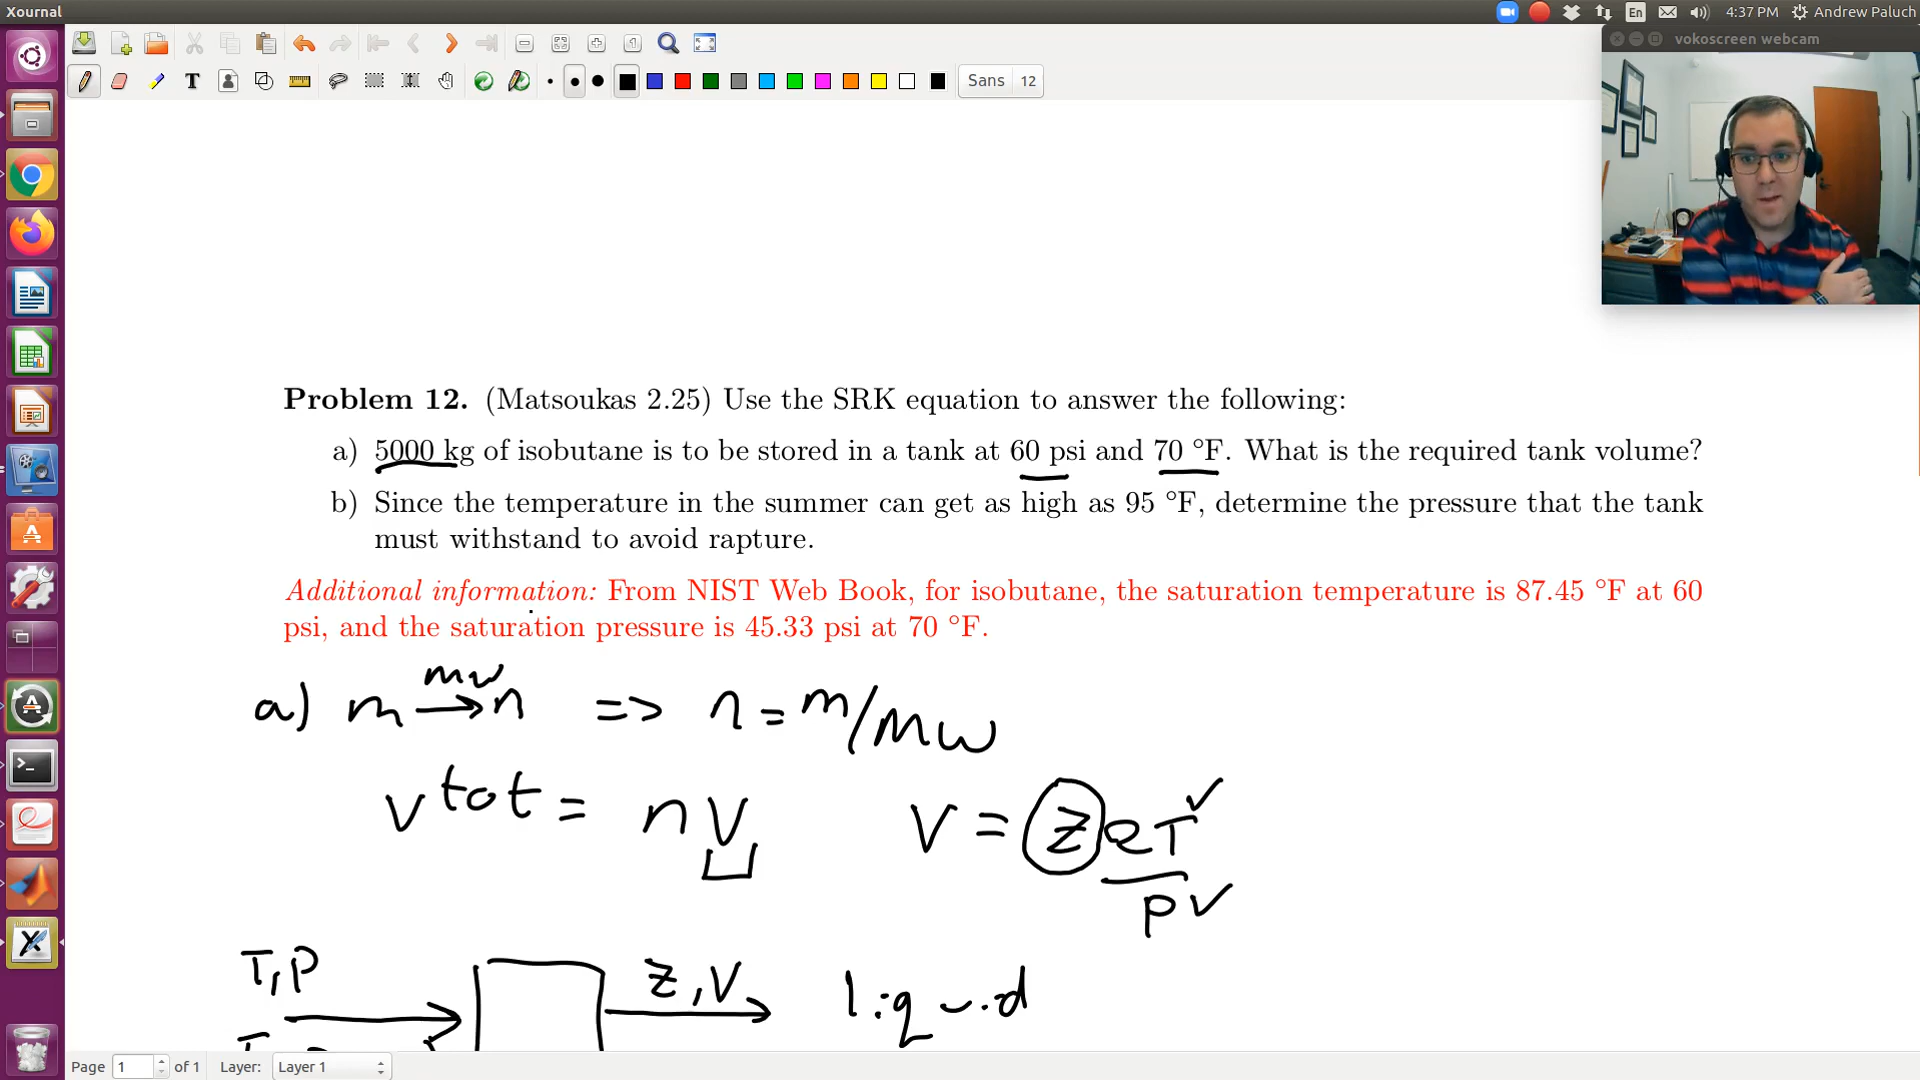 Xournal
En
4:37 PM
Andrew Paluch
vokoscreen webcam
Sans 12
Problem 12. (Matsoukas 2.25) Use the SRK equation to answer the following:
a) 5000 kg of isobutane is to be stored in a tank at 60 psi and 70 °F. What is the required tank volume?
b) Since the temperature in the summer can get as high as 95 °F, determine the pressure that the tank
must withstand to avoid rapture.
Additional information: From NIST Web Book, for isobutane, the saturation temperature is 87.45 °F at 60
psi, and the saturation pressure is 45.33 psi at 70 °F.
MW
a) m → n => n = m/MW
V tot = n V V = Z R T ✓
P ✓
T, P Z, V liquid
Page 1 of 1 Layer: Layer 1